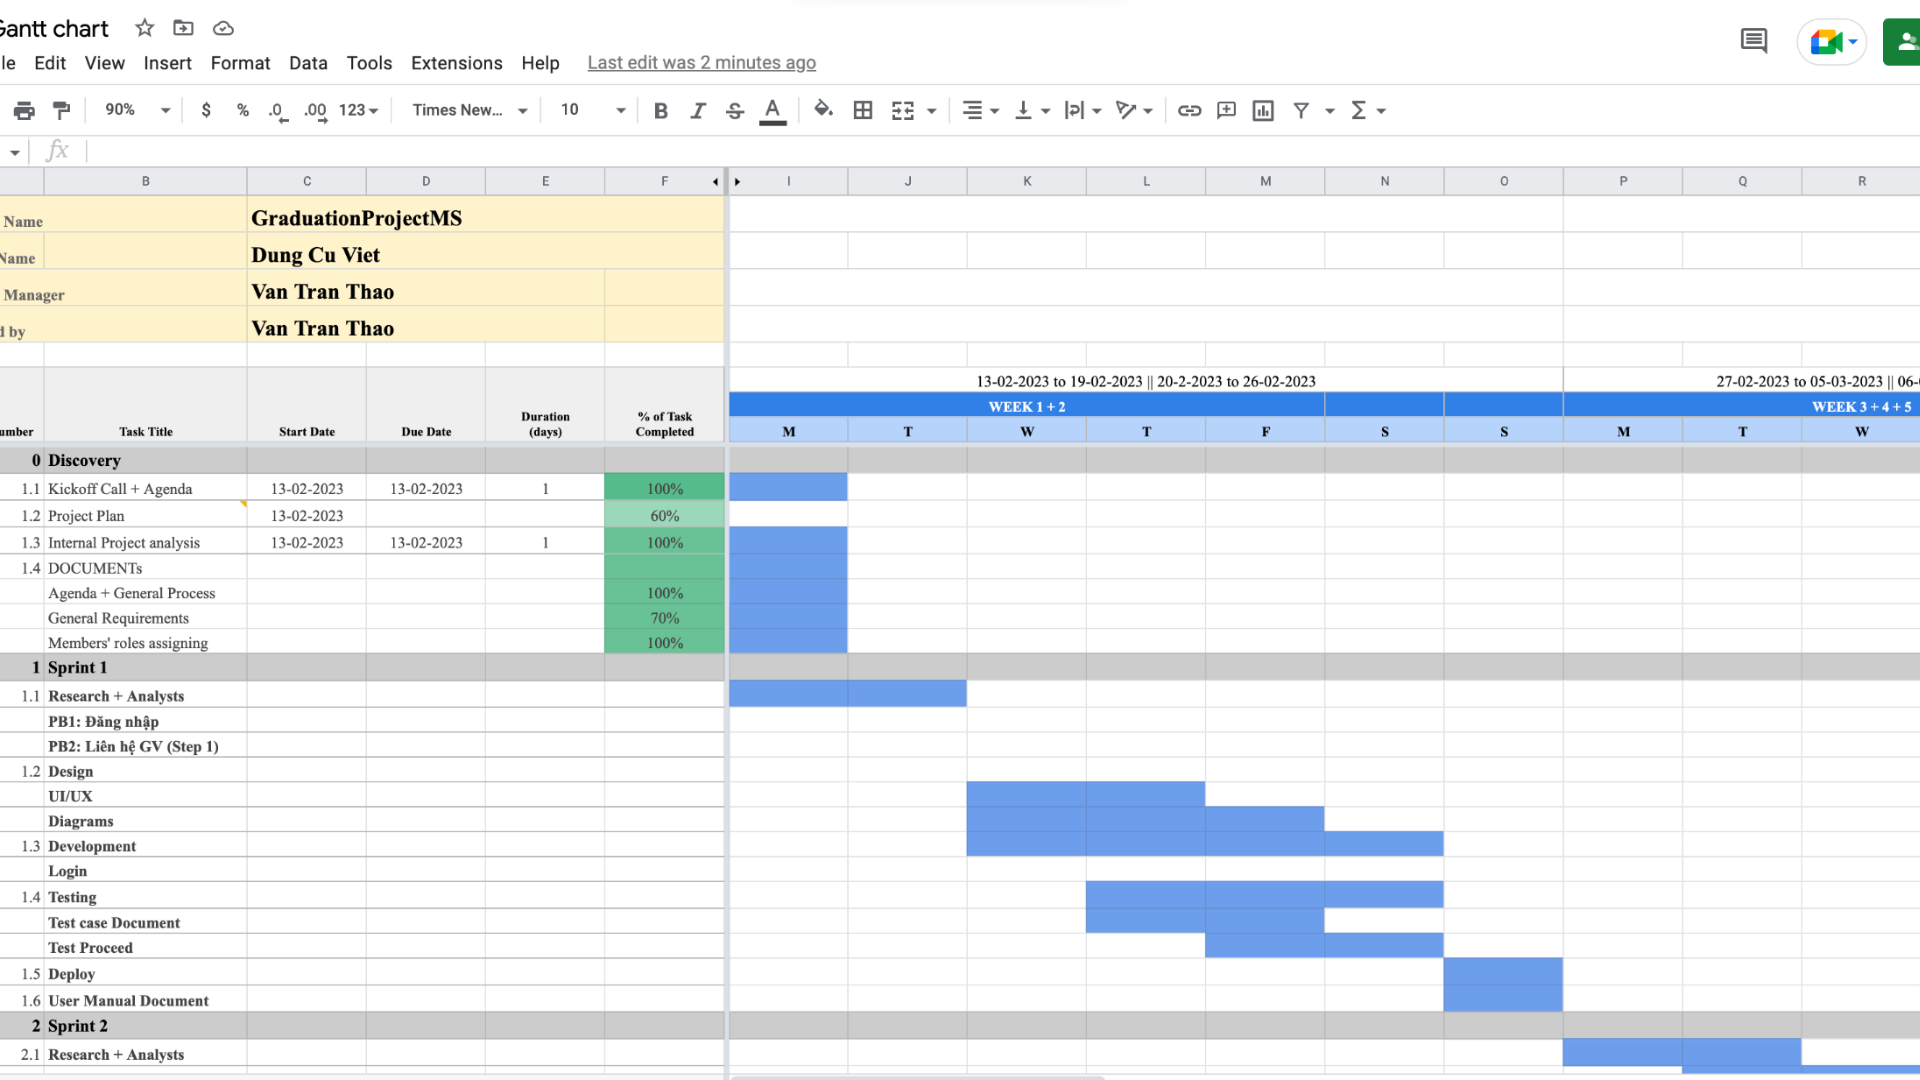 Gantt chart
le Edit View Insert Format Data Tools Extensions Help Last edit was 2 minutes ago
90% $ % .0 .00 123 Times New... 10 B I S A Σ
fx
B C D E F I J K L M N O P Q R
Name GraduationProjectMS
Name Dung Cu Viet
Manager Van Tran Thao
d by Van Tran Thao
13-02-2023 to 19-02-2023 || 20-2-2023 to 26-02-2023 27-02-2023 to 05-03-2023 || 06-
WEEK 1 + 2 WEEK 3 + 4 + 5
umber Task Title Start Date Due Date Duration (days) % of Task Completed M T W T F S S M T W
0 Discovery
1.1 Kickoff Call + Agenda 13-02-2023 13-02-2023 1 100%
1.2 Project Plan 13-02-2023 60%
1.3 Internal Project analysis 13-02-2023 13-02-2023 1 100%
1.4 DOCUMENTs
Agenda + General Process 100%
General Requirements 70%
Members' roles assigning 100%
1 Sprint 1
1.1 Research + Analysts
PB1: Đăng nhập
PB2: Liên hệ GV (Step 1)
1.2 Design
UI/UX
Diagrams
1.3 Development
Login
1.4 Testing
Test case Document
Test Proceed
1.5 Deploy
1.6 User Manual Document
2 Sprint 2
2.1 Research + Analysts